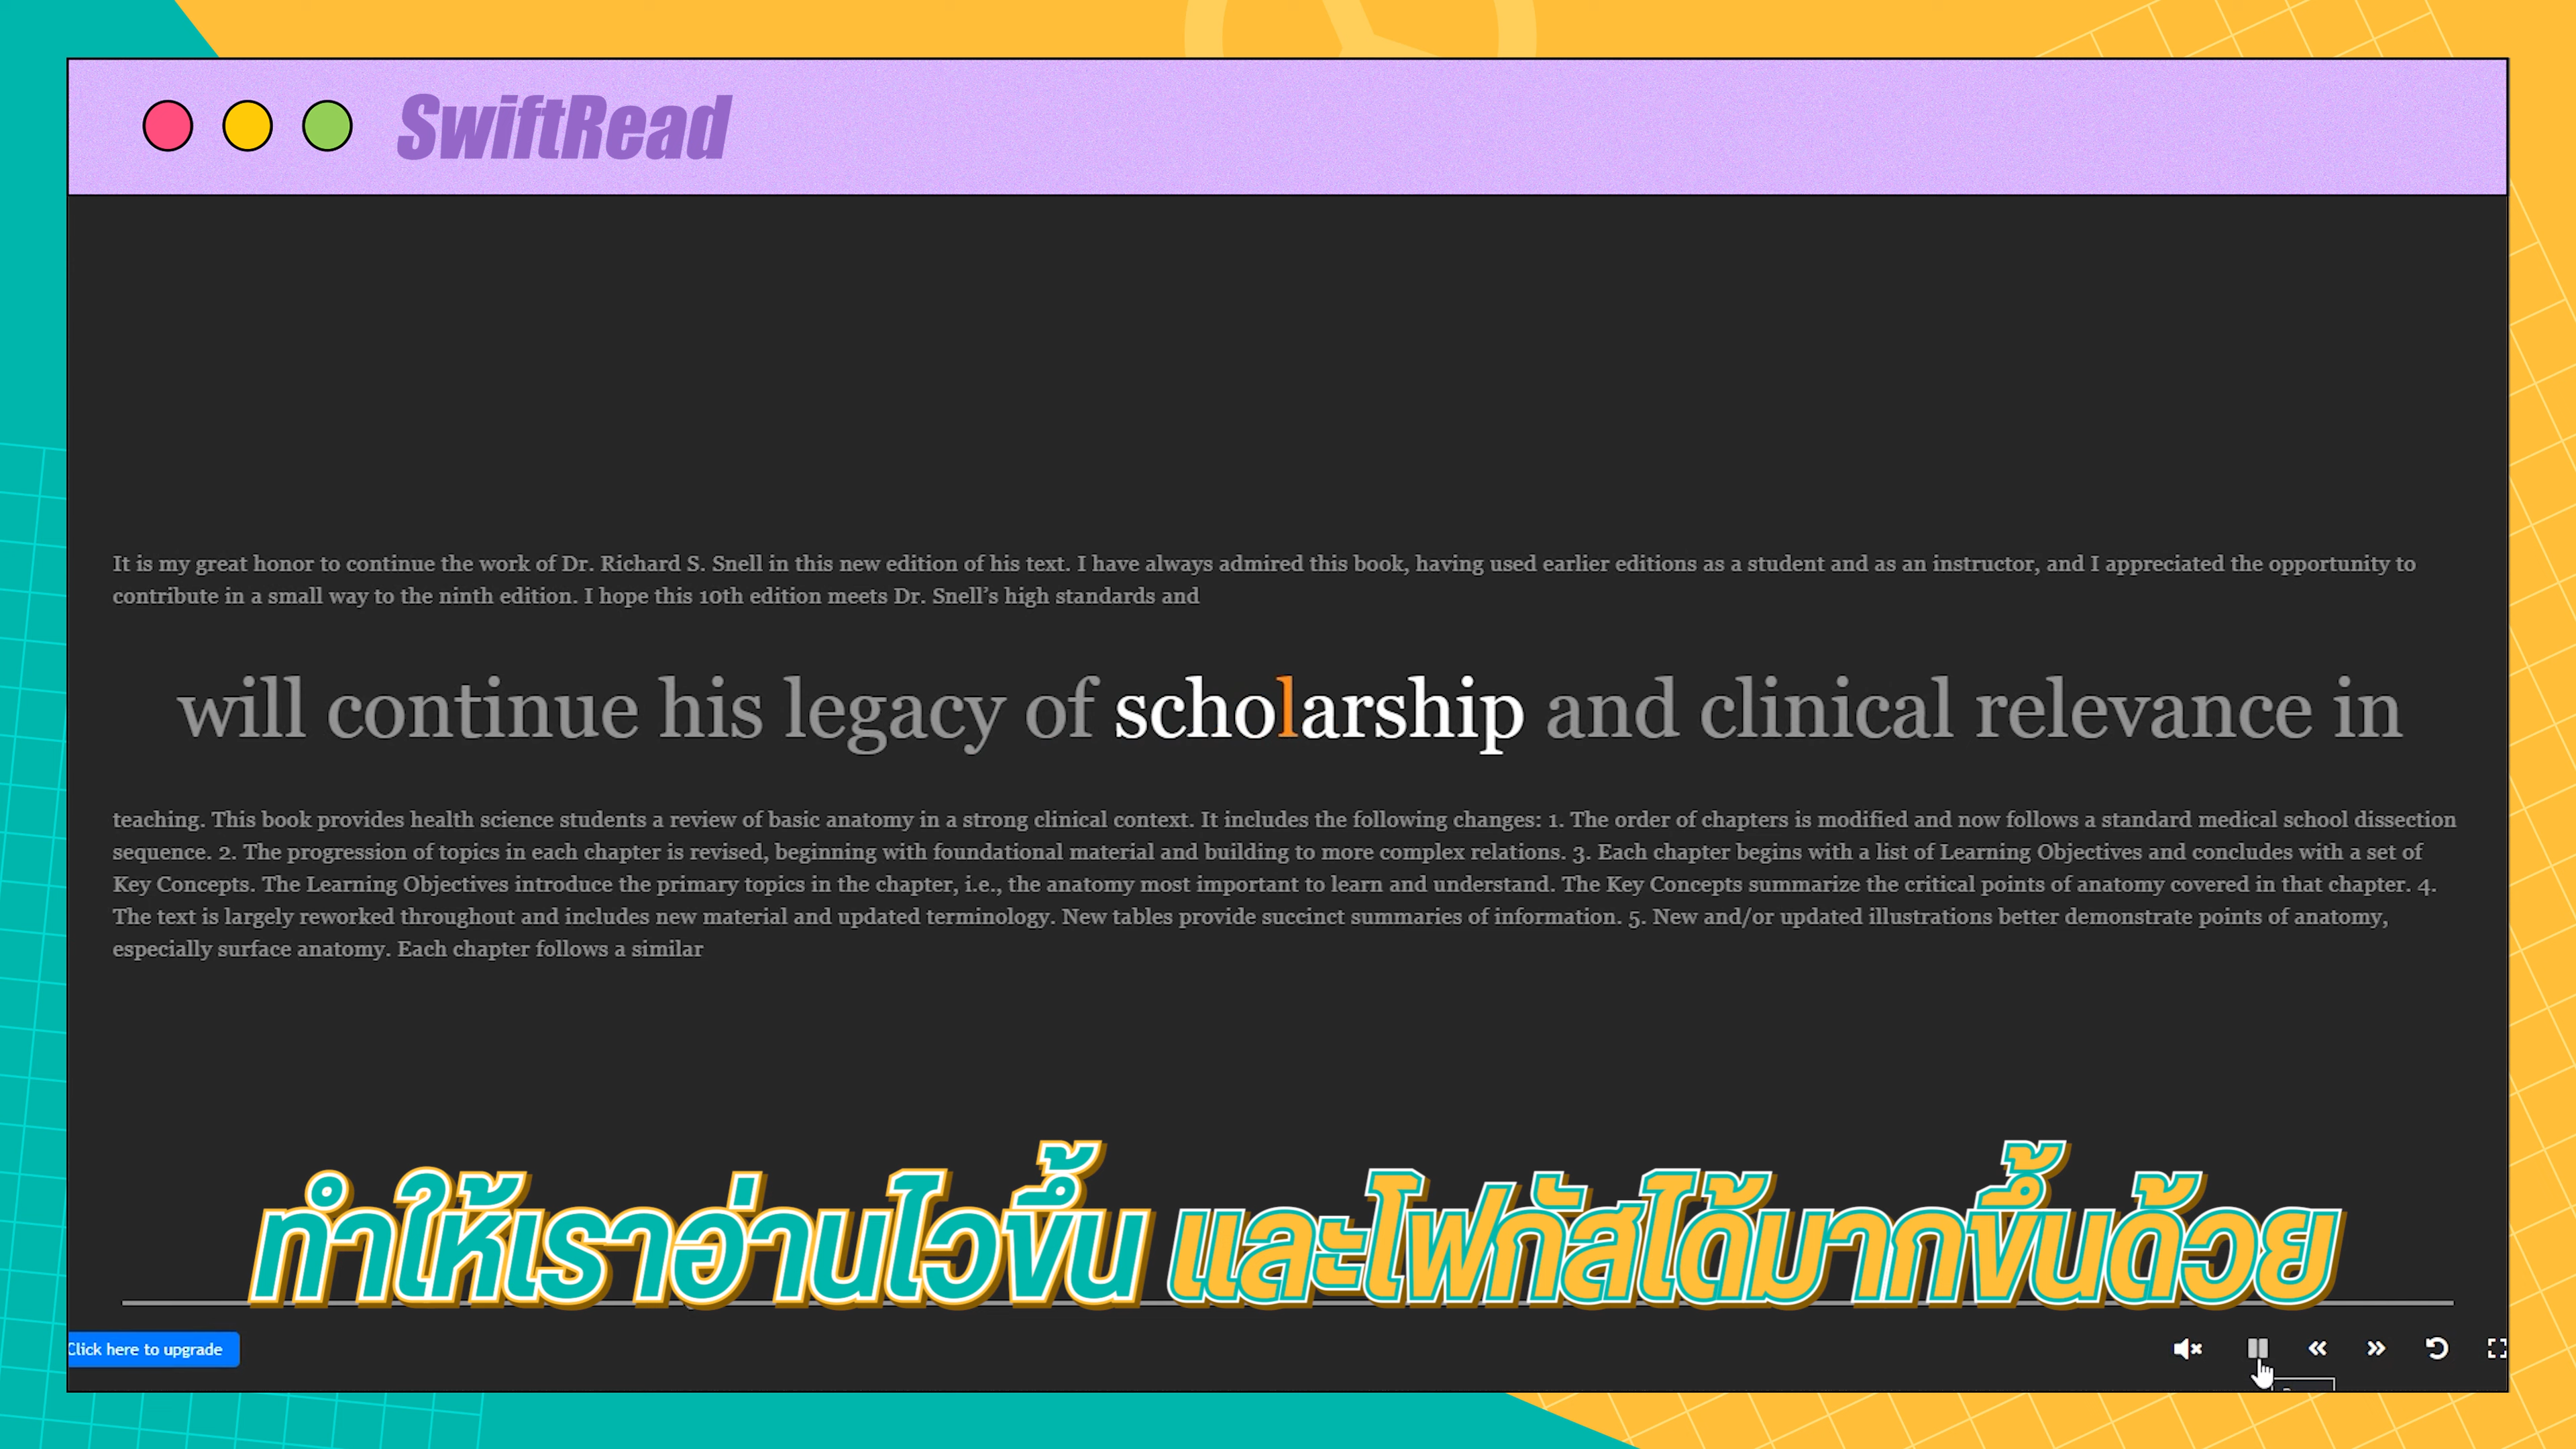 SwiftRead
It is my great honor to continue the work of Dr. Richard S. Snell in this new edition of his text. I have always admired this book, having used earlier editions as a student and as an instructor, and I appreciated the opportunity to
contribute in a small way to the ninth edition. I hope this 10th edition meets Dr. Snell’s high standards and
will continue his legacy of scholarship and clinical relevance in
teaching. This book provides health science students a review of basic anatomy in a strong clinical context. It includes the following changes: 1. The order of chapters is modified and now follows a standard medical school dissection
sequence. 2. The progression of topics in each chapter is revised, beginning with foundational material and building to more complex relations. 3. Each chapter begins with a list of Learning Objectives and concludes with a set of
Key Concepts. The Learning Objectives introduce the primary topics in the chapter, i.e., the anatomy most important to learn and understand. The Key Concepts summarize the critical points of anatomy covered in that chapter. 4.
The text is largely reworked throughout and includes new material and updated terminology. New tables provide succinct summaries of information. 5. New and/or updated illustrations better demonstrate points of anatomy,
especially surface anatomy. Each chapter follows a similar
ทำให้เราอ่านไวขึ้น และโฟกัสได้มากขึ้นด้วย
Click here to upgrade